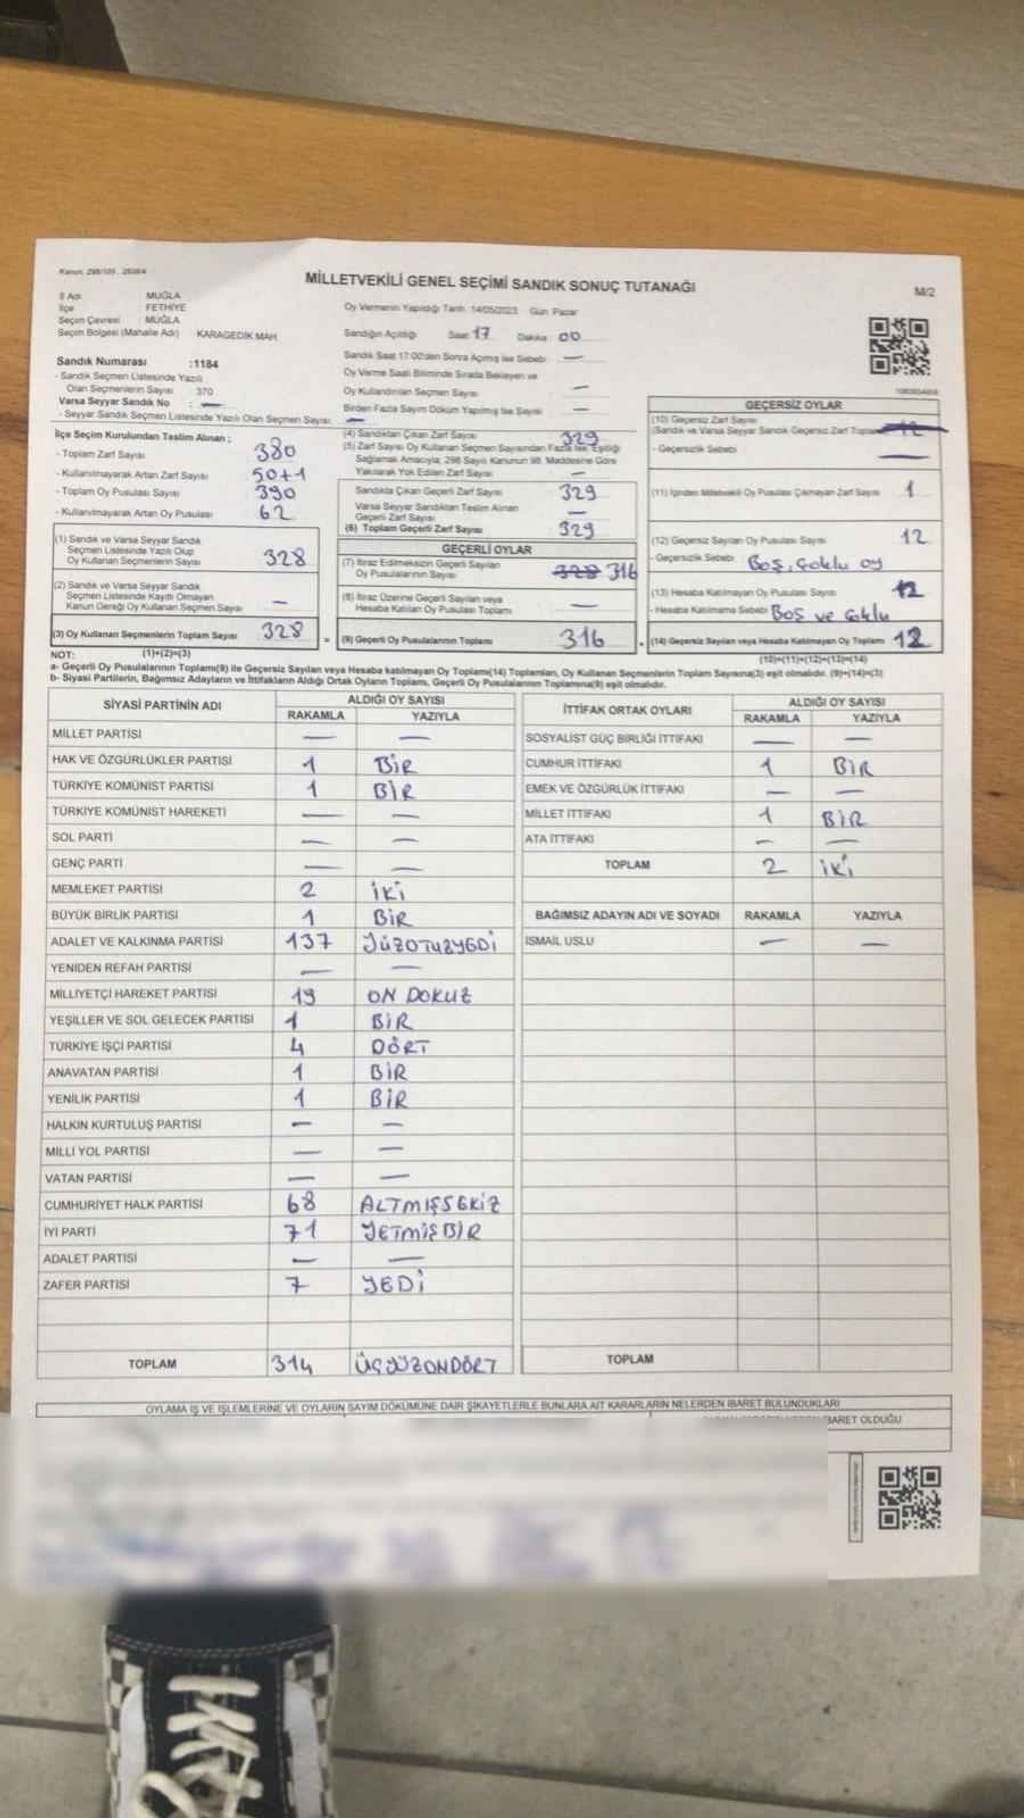 Kanun: 298/105, 25/364
MİLLETVEKİLİ GENEL SEÇİMİ SANDIK SONUÇ TUTANAĞI
M/2
İl Adı MUĞLA
İlçe FETHİYE
Seçim Çevresi MUĞLA
Seçim Bölgesi (Mahalle Adı) KARAGEDİK MAH
Oy Vermenin Yapıldığı Tarih: 14/05/2023 Gün: Pazar
Sandığın Açıldığı Saat 17 Dakika 00
Sandık Saat 17:00'den Sonra Açılmış İse Sebebi —
Oy Verme Saati Bitiminde Sırada Bekleyen ve
Oy Kullandırılan Seçmen Sayısı —
Birden Fazla Sayım Döküm Yapılmış İse Sayısı —
Sandık Numarası :1184
- Sandık Seçmen Listesinde Yazılı
Olan Seçmenlerin Sayısı : 370
Varsa Seyyar Sandık No : —
- Seyyar Sandık Seçmen Listesinde Yazılı Olan Seçmen Sayısı: —
İlçe Seçim Kurulundan Teslim Alınan ;
- Toplam Zarf Sayısı 380
- Kullanılmayarak Artan Zarf Sayısı 50+1
- Toplam Oy Pusulası Sayısı 390
- Kullanılmayarak Artan Oy Pusulası 62
(1) Sandık ve Varsa Seyyar Sandık
Seçmen Listesinde Yazılı Olup
Oy Kullanan Seçmenlerin Sayısı 328
(2) Sandık ve Varsa Seyyar Sandık
Seçmen Listesinde Kayıtlı Olmayan
Kanun Gereği Oy Kullanan Seçmen Sayısı —
(3) Oy Kullanan Seçmenlerin Toplam Sayısı 328
(4) Sandıktan Çıkan Zarf Sayısı 329
(5) Zarf Sayısı Oy Kullanan Seçmen Sayısından Fazla İse, Eşitliği
Sağlamak Amacıyla; 298 Sayılı Kanunun 98. Maddesine Göre
Yakılarak Yok Edilen Zarf Sayısı —
Sandıkta Çıkan Geçerli Zarf Sayısı 329
Varsa Seyyar Sandıktan Teslim Alınan
Geçerli Zarf Sayısı —
(6) Toplam Geçerli Zarf Sayısı 329
GEÇERLİ OYLAR
(7) İtiraz Edilmeksizin Geçerli Sayılan
Oy Pusulalarının Sayısı 328 316
(8) İtiraz Üzerine Geçerli Sayılan veya
Hesaba Katılan Oy Pusulası Toplamı —
= (9) Geçerli Oy Pusulalarının Toplamı 316
GEÇERSİZ OYLAR
(10) Geçersiz Zarf Sayısı
(Sandık ve Varsa Seyyar Sandık Geçersiz Zarf Toplamı) 12
- Geçersizlik Sebebi —
(11) İçinden Milletvekili Oy Pusulası Çıkmayan Zarf Sayısı 1
(12) Geçersiz Sayılan Oy Pusulası Sayısı 12
- Geçersizlik Sebebi Boş, Çoklu oy
(13) Hesaba Katılmayan Oy Pusulası Sayısı 12
- Hesaba Katılmama Sebebi Boş ve Çoklu
+ (14) Geçersiz Sayılan veya Hesaba Katılmayan Oy Toplamı 12
NOT: (1)+(2)=(3) (10)+(11)+(12)+(13)=(14)
a- Geçerli Oy Pusulalarının Toplamı(9) ile Geçersiz Sayılan veya Hesaba katılmayan Oy Toplamı(14) Toplamları, Oy Kullanan Seçmenlerin Toplam Sayısına(3) eşit olmalıdır. (9)+(14)=(3)
b- Siyasi Partilerin, Bağımsız Adayların ve İttifakların Aldığı Ortak Oyların Toplamı, Geçerli Oy Pusulalarının Toplamına(9) eşit olmalıdır.
SİYASİ PARTİNİN ADI ALDIĞI OY SAYISI
RAKAMLA YAZIYLA
MİLLET PARTİSİ — —
HAK VE ÖZGÜRLÜKLER PARTİSİ 1 BİR
TÜRKİYE KOMÜNİST PARTİSİ 1 BİR
TÜRKİYE KOMÜNİST HAREKETİ — —
SOL PARTİ — —
GENÇ PARTİ — —
MEMLEKET PARTİSİ 2 İKİ
BÜYÜK BİRLİK PARTİSİ 1 BİR
ADALET VE KALKINMA PARTİSİ 137 YÜZOTUZYEDİ
YENİDEN REFAH PARTİSİ — —
MİLLİYETÇİ HAREKET PARTİSİ 19 ON DOKUZ
YEŞİLLER VE SOL GELECEK PARTİSİ 1 BİR
TÜRKİYE İŞÇİ PARTİSİ 4 DÖRT
ANAVATAN PARTİSİ 1 BİR
YENİLİK PARTİSİ 1 BİR
HALKIN KURTULUŞ PARTİSİ — —
MİLLİ YOL PARTİSİ — —
VATAN PARTİSİ — —
CUMHURİYET HALK PARTİSİ 68 ALTMIŞSEKİZ
İYİ PARTİ 71 YETMİŞBİR
ADALET PARTİSİ — —
ZAFER PARTİSİ 7 YEDİ
TOPLAM 314 ÜÇYÜZONDÖRT
İTTİFAK ORTAK OYLARI ALDIĞI OY SAYISI
RAKAMLA YAZIYLA
SOSYALİST GÜÇ BİRLİĞİ İTTİFAKI — —
CUMHUR İTTİFAKI 1 BİR
EMEK VE ÖZGÜRLÜK İTTİFAKI — —
MİLLET İTTİFAKI 1 BİR
ATA İTTİFAKI — —
TOPLAM 2 İKİ
BAĞIMSIZ ADAYIN ADI VE SOYADI RAKAMLA YAZIYLA
İSMAİL USLU — —
TOPLAM
OYLAMA İŞ VE İŞLEMLERİNE VE OYLARIN SAYIM DÖKÜMÜNE DAİR ŞİKAYETLERLE BUNLARA AİT KARARLARIN NELERDEN İBARET BULUNDUKLARI
İBARET OLDUĞU